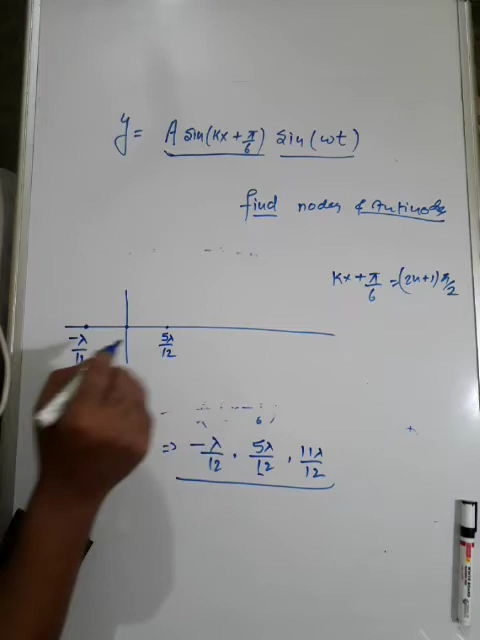 y = A sin(kx + π/6) sin(ωt)
find nodes & Antinode
kx + π/6 = (2n+1) π/2
-λ/12 5λ/12
⇒ -λ/12, 5λ/12, 11λ/12